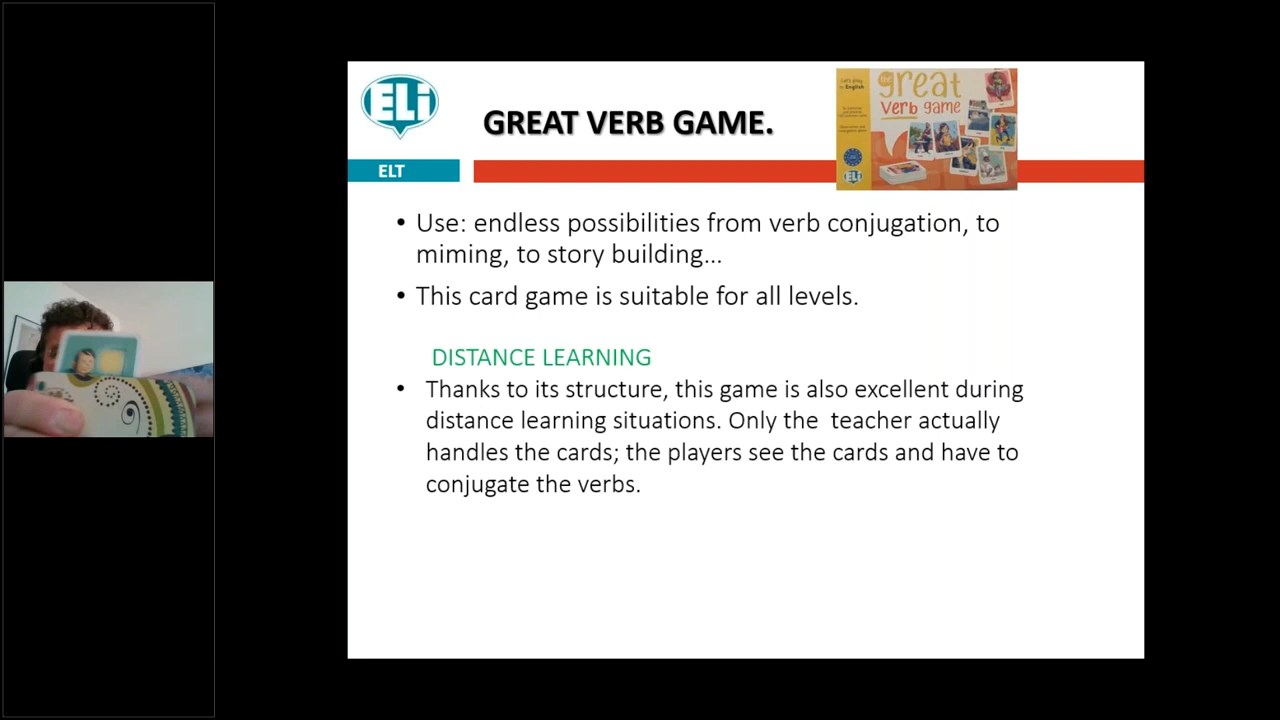 ELi
GREAT VERB GAME.
Let's play
in English
the
great
verb game
ELi
ELT
• Use: endless possibilities from verb conjugation, to
miming, to story building...
• This card game is suitable for all levels.
DISTANCE LEARNING
• Thanks to its structure, this game is also excellent during
distance learning situations. Only the teacher actually
handles the cards; the players see the cards and have to
conjugate the verbs.